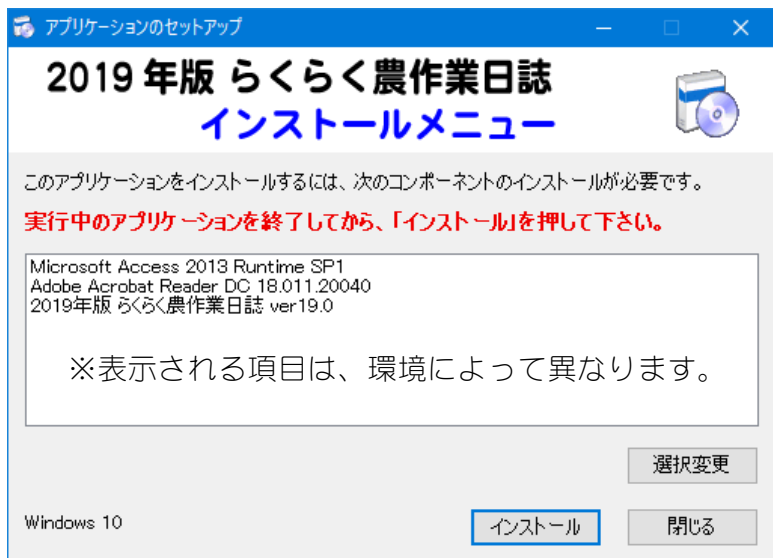 アプリケーションのセットアップ
2019 年版 らくらく農作業日誌
インストールメニュー
このアプリケーションをインストールするには、次のコンポーネントのインストールが必要です。
実行中のアプリケーションを終了してから、「インストール」を押して下さい。
Microsoft Access 2013 Runtime SP1
Adobe Acrobat Reader DC 18.011.20040
2019年版 らくらく農作業日誌 ver19.0
※表示される項目は、環境によって異なります。
選択変更
Windows 10
インストール
閉じる